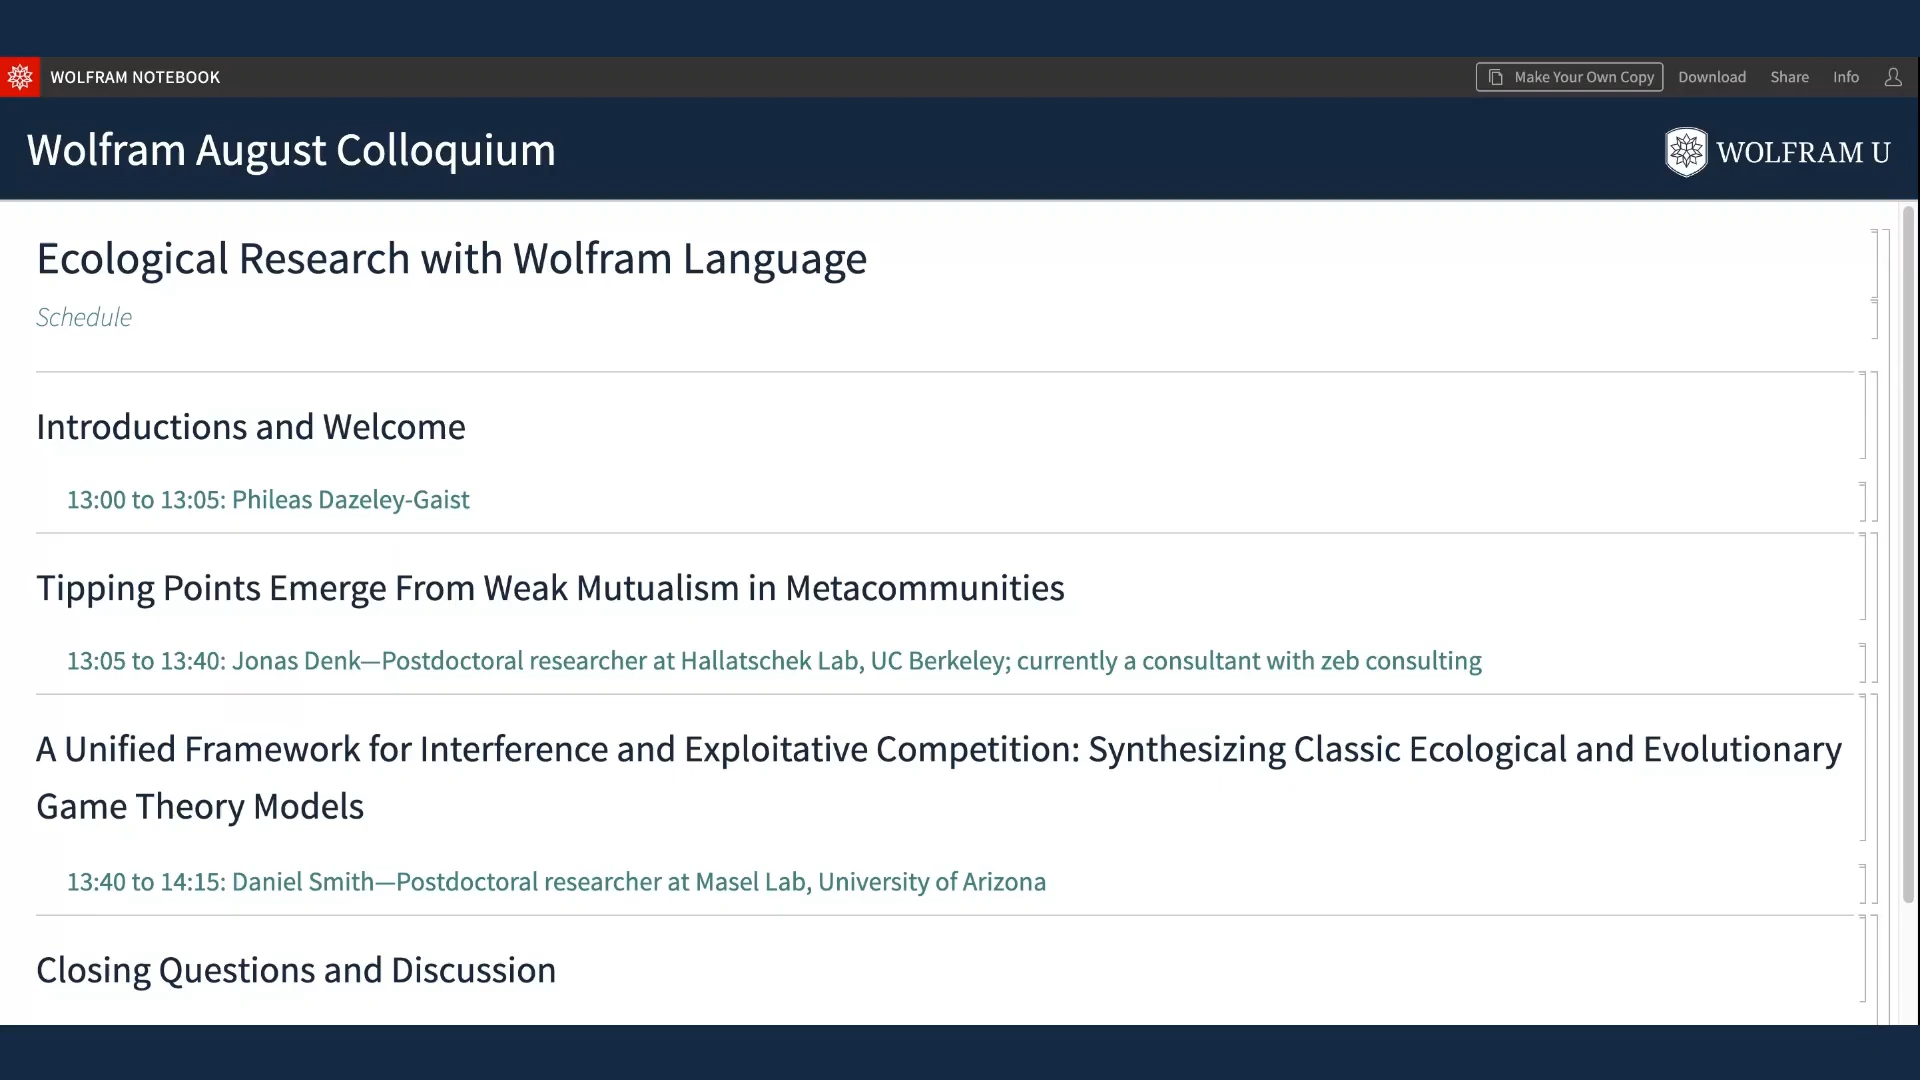 WOLFRAM NOTEBOOK
Make Your Own Copy
Download
Share
Info
Wolfram August Colloquium
WOLFRAM U
Ecological Research with Wolfram Language
Schedule
Introductions and Welcome
13:00 to 13:05: Phileas Dazeley-Gaist
Tipping Points Emerge From Weak Mutualism in Metacommunities
13:05 to 13:40: Jonas Denk—Postdoctoral researcher at Hallatschek Lab, UC Berkeley; currently a consultant with zeb consulting
A Unified Framework for Interference and Exploitative Competition: Synthesizing Classic Ecological and Evolutionary
Game Theory Models
13:40 to 14:15: Daniel Smith—Postdoctoral researcher at Masel Lab, University of Arizona
Closing Questions and Discussion